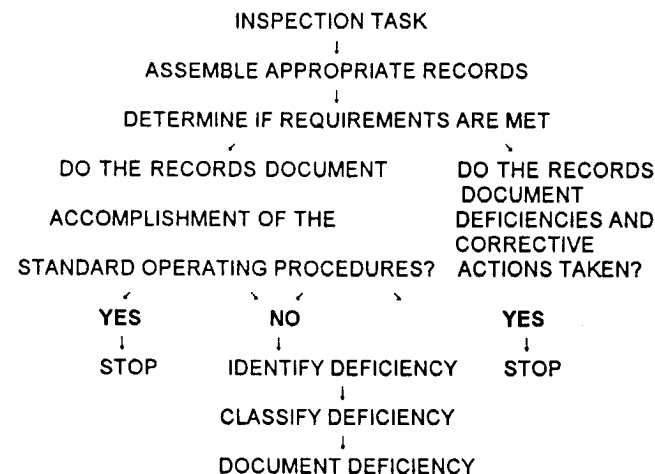 INSPECTION TASK
ASSEMBLE APPROPRIATE RECORDS
DETERMINE IF REQUIREMENTS ARE MET
DO THE RECORDS DOCUMENT
ACCOMPLISHMENT OF THE
STANDARD OPERATING PROCEDURES?
DO THE RECORDS
DOCUMENT
DEFICIENCIES AND
CORRECTIVE
ACTIONS TAKEN?
YES NO YES
STOP IDENTIFY DEFICIENCY STOP
CLASSIFY DEFICIENCY
DOCUMENT DEFICIENCY